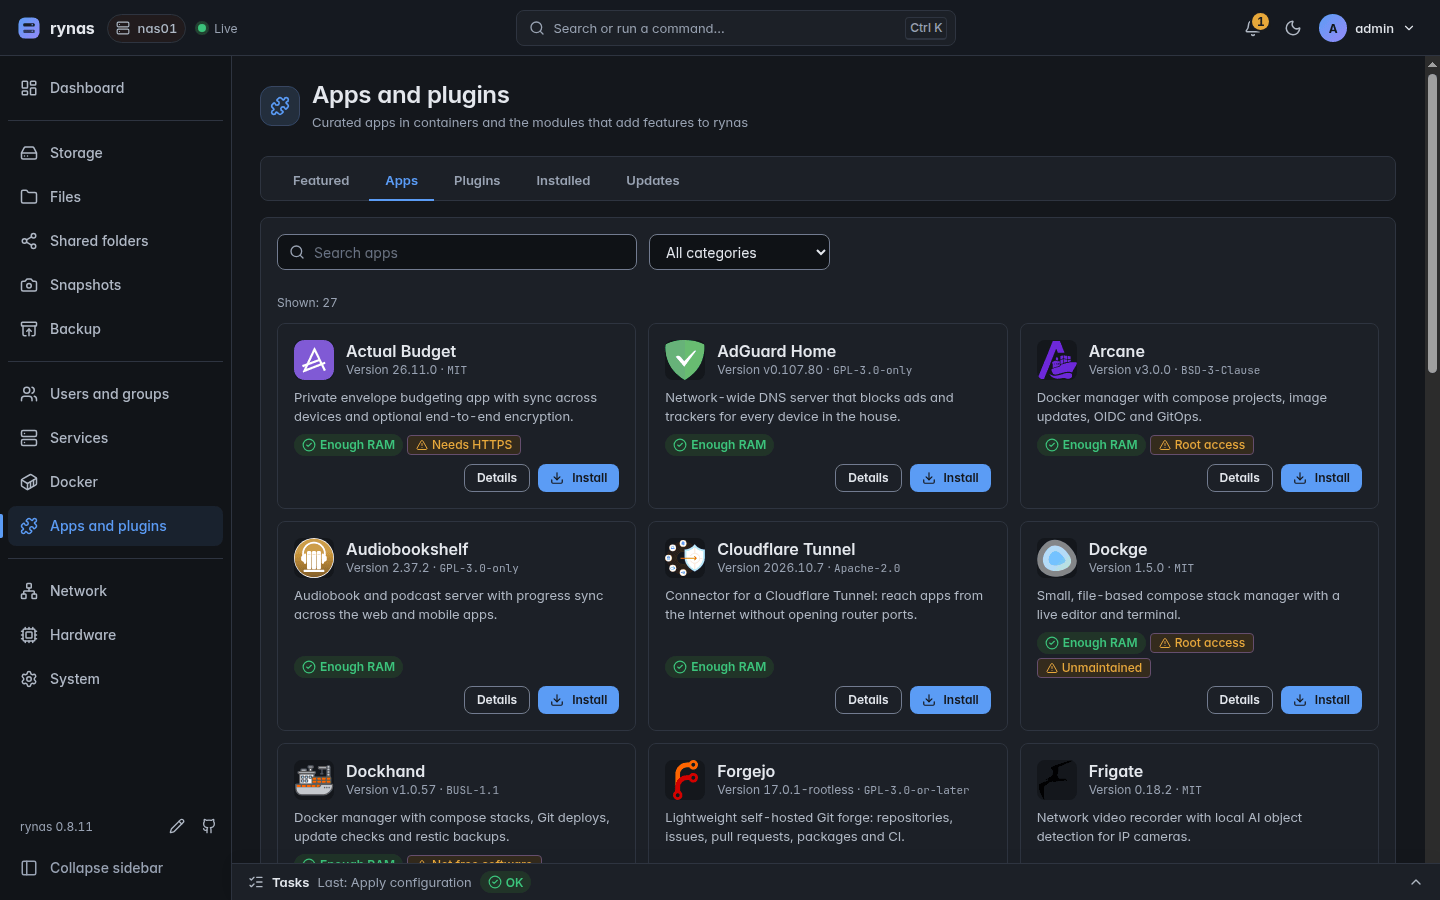 rynas
nas01
Live
Search or run a command...
Ctrl K
1
A
admin
Dashboard
Storage
Files
Shared folders
Snapshots
Backup
Users and groups
Services
Docker
Apps and plugins
Network
Hardware
System
rynas 0.8.11
Collapse sidebar
Apps and plugins
Curated apps in containers and the modules that add features to rynas
Featured
Apps
Plugins
Installed
Updates
Search apps
All categories
Shown: 27
Actual Budget
Version 26.11.0 · MIT
Private envelope budgeting app with sync across
devices and optional end-to-end encryption.
Enough RAM
Needs HTTPS
Details
Install
AdGuard Home
Version v0.107.80 · GPL-3.0-only
Network-wide DNS server that blocks ads and
trackers for every device in the house.
Enough RAM
Details
Install
Arcane
Version v3.0.0 · BSD-3-Clause
Docker manager with compose projects, image
updates, OIDC and GitOps.
Enough RAM
Root access
Details
Install
Audiobookshelf
Version 2.37.2 · GPL-3.0-only
Audiobook and podcast server with progress sync
across the web and mobile apps.
Enough RAM
Details
Install
Cloudflare Tunnel
Version 2026.10.7 · Apache-2.0
Connector for a Cloudflare Tunnel: reach apps from
the Internet without opening router ports.
Enough RAM
Details
Install
Dockge
Version 1.5.0 · MIT
Small, file-based compose stack manager with a
live editor and terminal.
Enough RAM
Root access
Unmaintained
Details
Install
Dockhand
Version v1.0.57 · BUSL-1.1
Docker manager with compose stacks, Git deploys,
update checks and restic backups.
Enough RAM
Not free software
Forgejo
Version 17.0.1-rootless · GPL-3.0-or-later
Lightweight self-hosted Git forge: repositories,
issues, pull requests, packages and CI.
Frigate
Version 0.18.2 · MIT
Network video recorder with local AI object
detection for IP cameras.
Tasks
Last: Apply configuration
OK